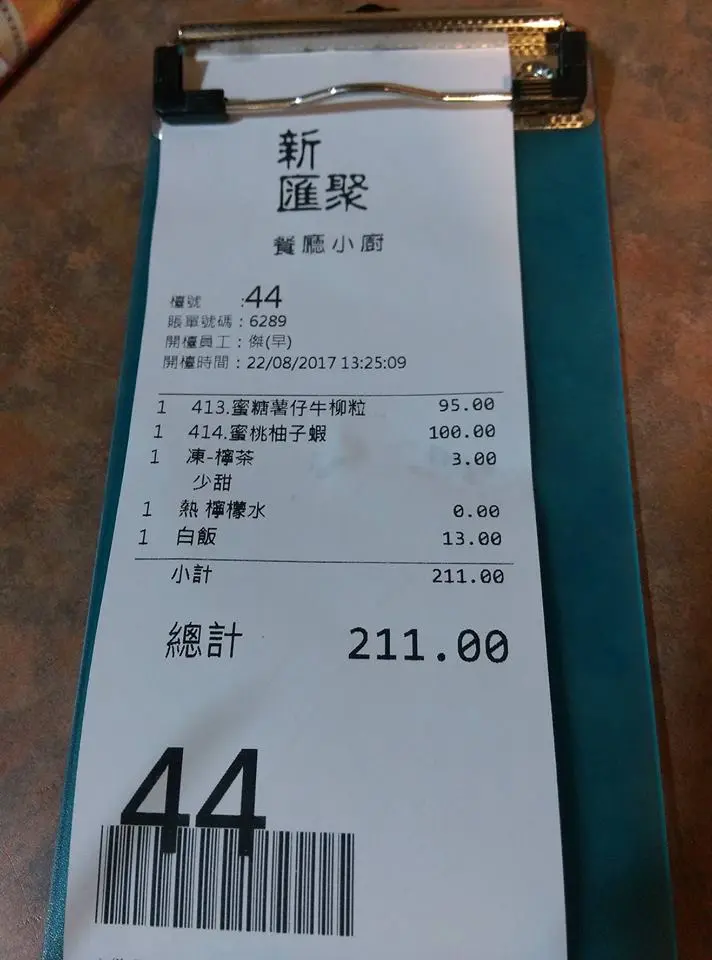 新
匯聚
餐廳小廚
檯號 :44
賬單號碼：6289
開檯員工：傑(早)
開檯時間：22/08/2017 13:25:09
1 413.蜜糖薯仔牛柳粒 95.00
1 414.蜜桃柚子蝦 100.00
1 凍-檸茶 3.00
少甜
1 熱 檸檬水 0.00
1 白飯 13.00
小計 211.00
總計 211.00
44